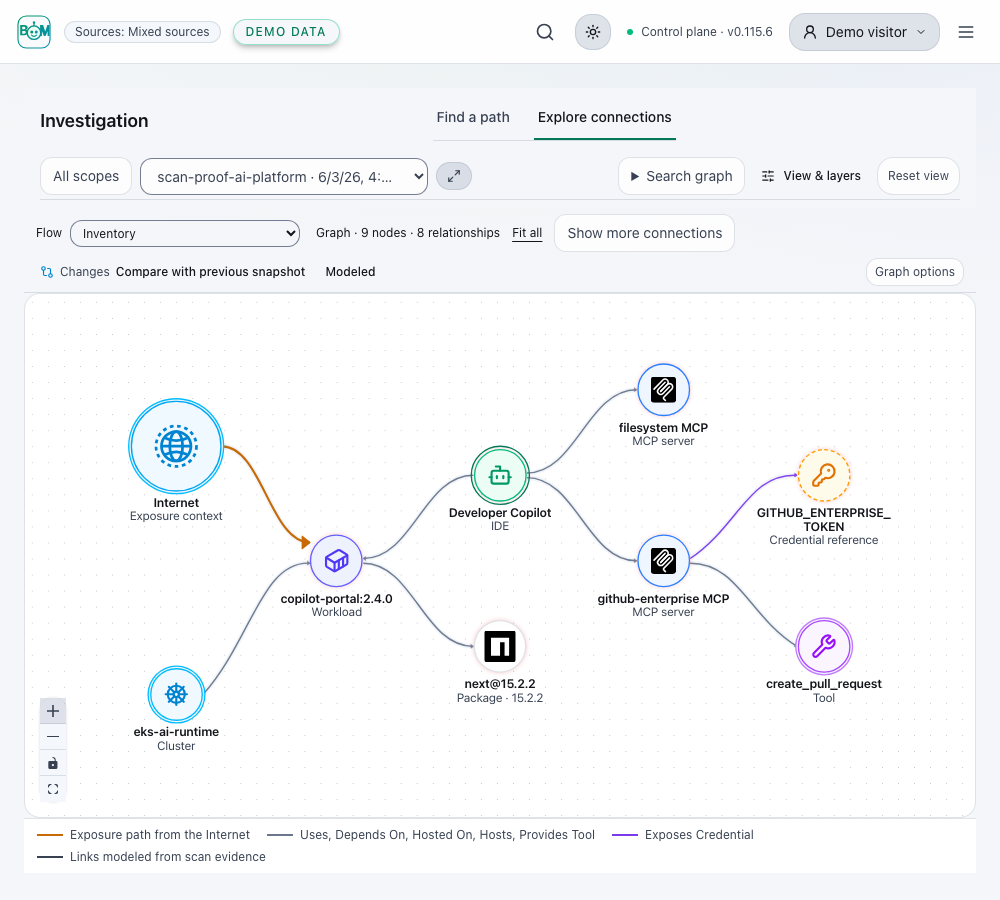 BOM
Sources: Mixed sources
DEMO DATA
Control plane · v0.115.6
Demo visitor
Investigation
Find a path
Explore connections
All scopes
scan-proof-ai-platform · 6/3/26, 4:...
Search graph
View & layers
Reset view
Flow
Inventory
Graph · 9 nodes · 8 relationships
Fit all
Show more connections
Changes
Compare with previous snapshot
Modeled
Graph options
filesystem MCP
MCP server
Internet
Exposure context
Developer Copilot
IDE
GITHUB_ENTERPRISE_
TOKEN
Credential reference
copilot-portal:2.4.0
Workload
github-enterprise MCP
MCP server
next@15.2.2
Package · 15.2.2
create_pull_request
Tool
eks-ai-runtime
Cluster
Exposure path from the Internet
Uses, Depends On, Hosted On, Hosts, Provides Tool
Exposes Credential
Links modeled from scan evidence